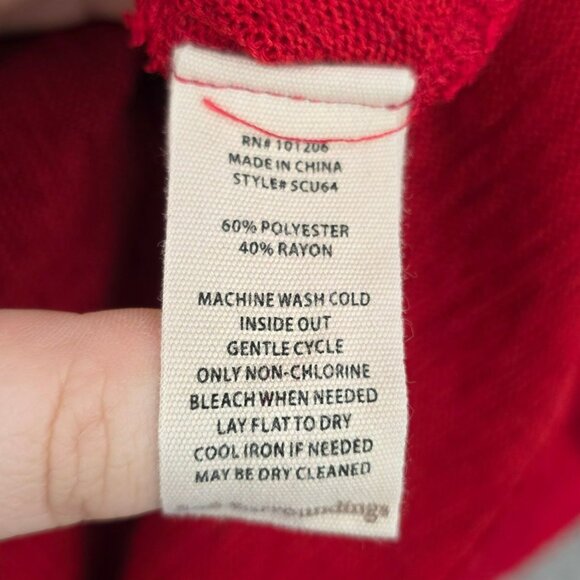 RN# 101206
MADE IN CHINA
STYLE# SCU64
60% POLYESTER
40% RAYON
MACHINE WASH COLD
INSIDE OUT
GENTLE CYCLE
ONLY NON-CHLORINE
BLEACH WHEN NEEDED
LAY FLAT TO DRY
COOL IRON IF NEEDED
MAY BE DRY CLEANED
Surroundings